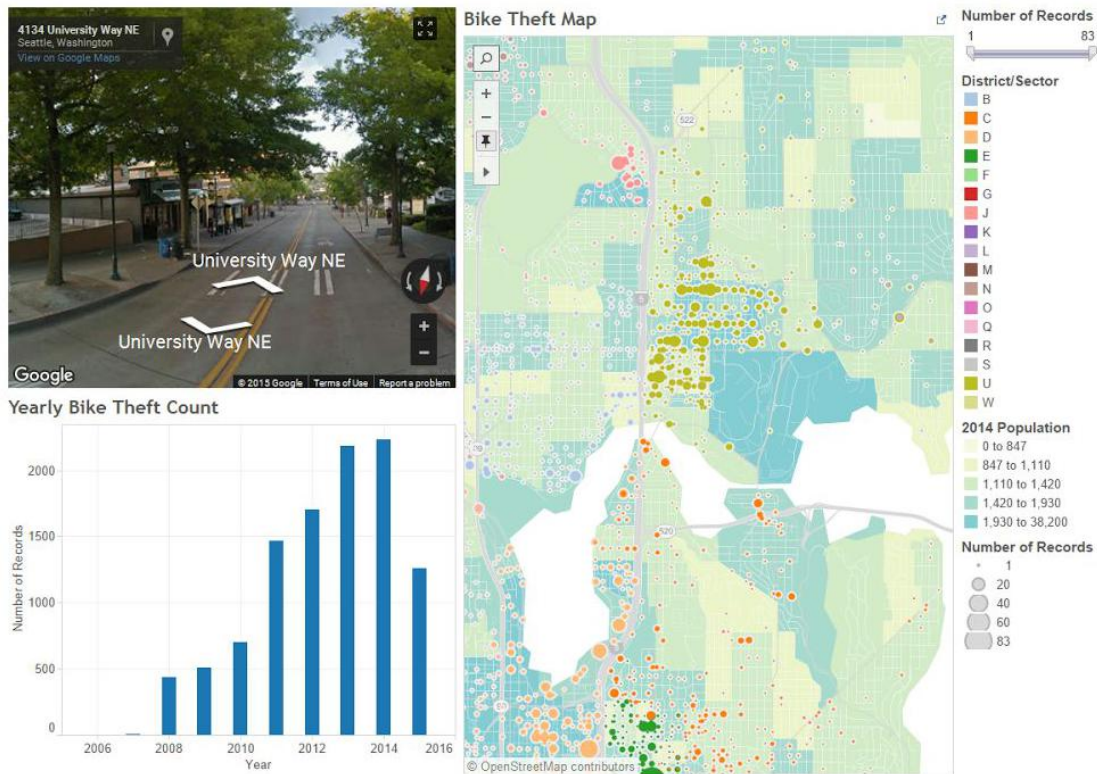 4134 University Way NE
Seattle, Washington
View on Google Maps
University Way NE
University Way NE
Google
© 2015 Google
Terms of Use
Report a problem
Yearly Bike Theft Count
2000
1500
1000
500
0
Number of Records
2006
2008
2010
2012
2014
2016
Year
Bike Theft Map
522
5
520
© OpenStreetMap contributors
Number of Records
1
83
District/Sector
B
C
D
E
F
G
J
K
L
M
N
O
Q
R
S
U
W
2014 Population
0 to 847
847 to 1,110
1,110 to 1,420
1,420 to 1,930
1,930 to 38,200
Number of Records
1
20
40
60
83